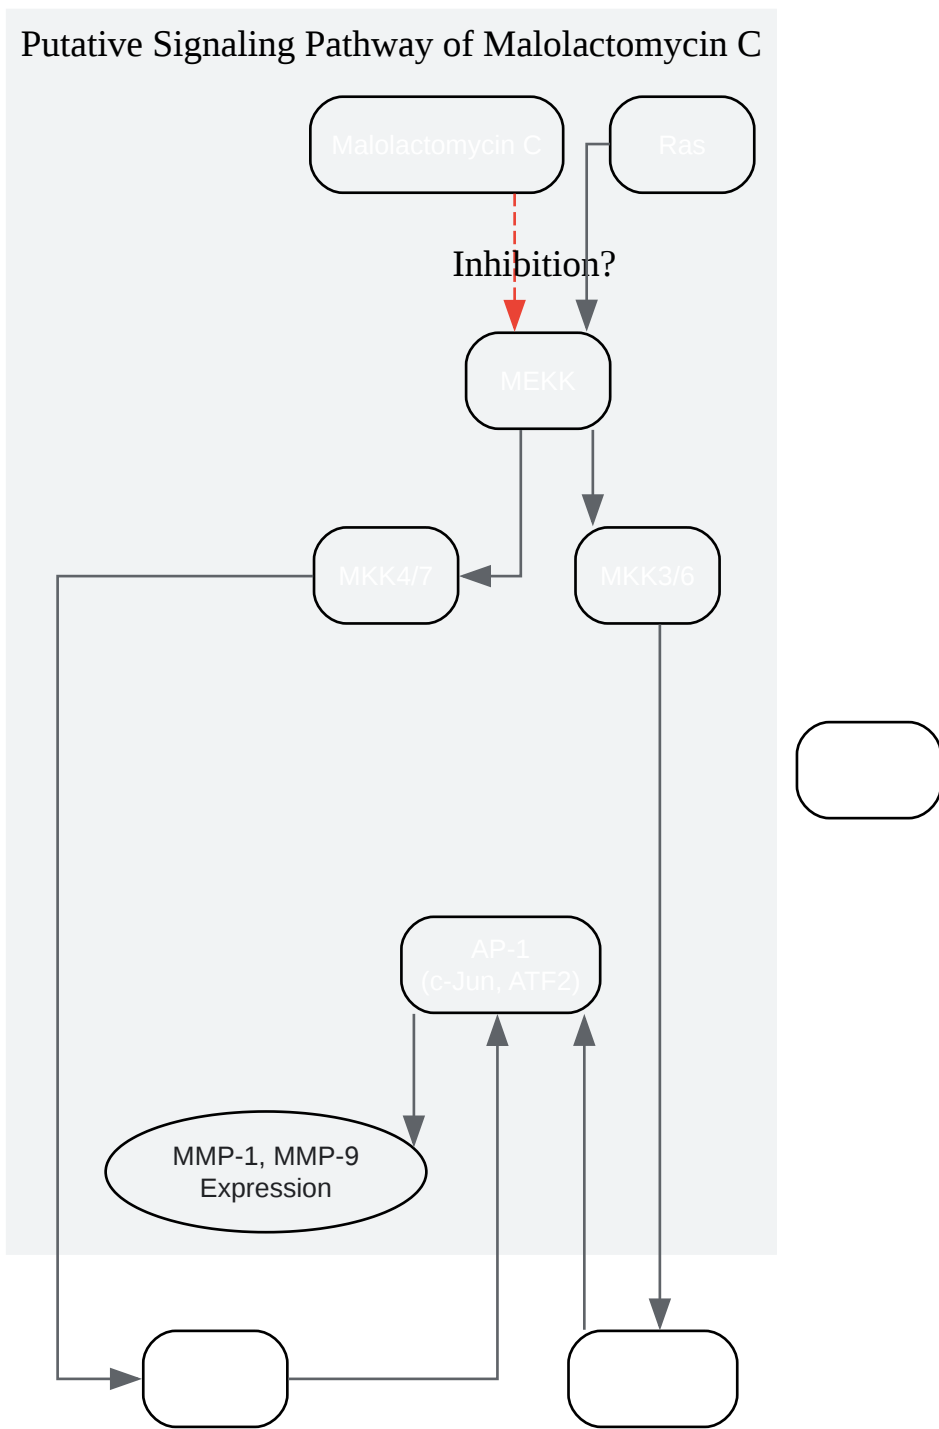 Putative Signaling Pathway of Malolactomycin C
Malolactomycin C
Ras
Inhibition?
MEKK
MKK4/7
MKK3/6
AP-1
(c-Jun, ATF2)
MMP-1, MMP-9
Expression